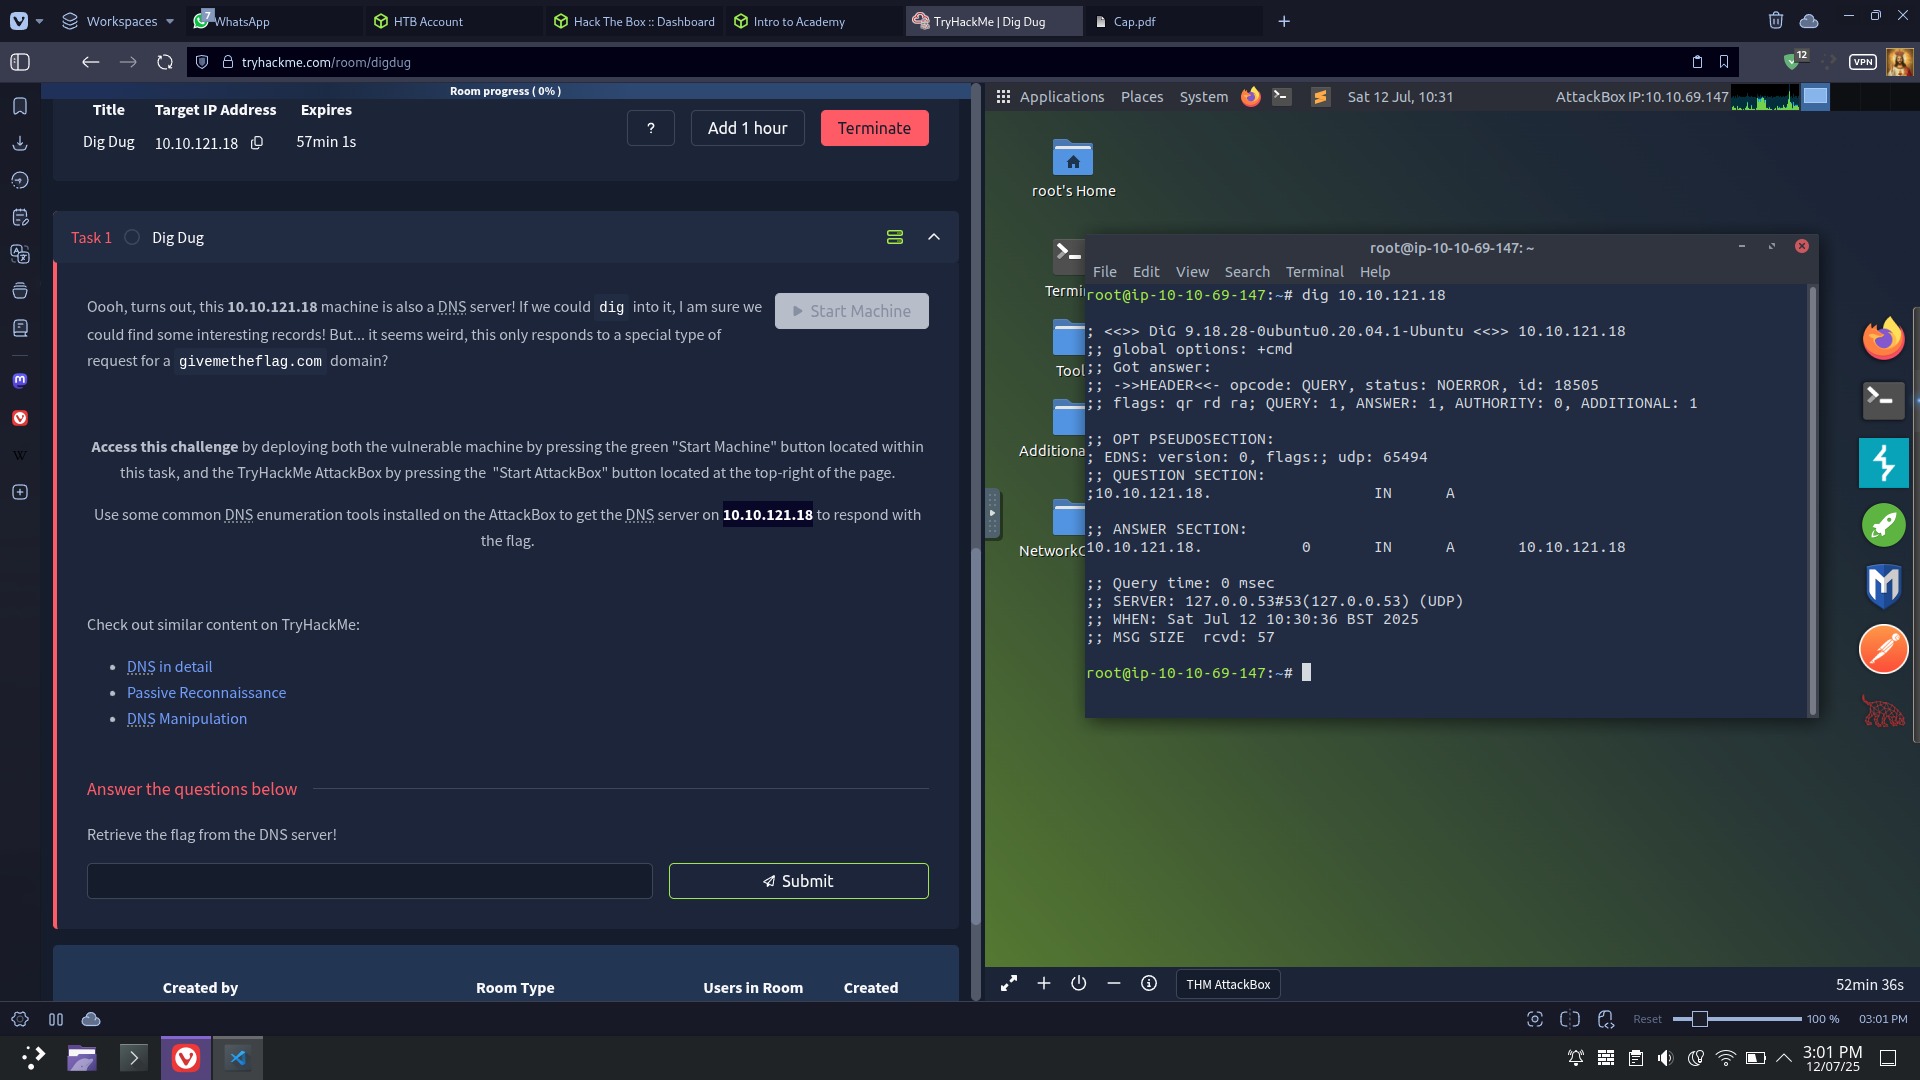 Workspaces
7
WhatsApp
HTB Account
Hack The Box :: Dashboard
Intro to Academy
TryHackMe | Dig Dug
Cap.pdf
tryhackme.com/room/digdug
12
VPN
Room progress ( 0% )
Title Target IP Address Expires
Dig Dug 10.10.121.18 57min 1s
?
Add 1 hour
Terminate
Task 1 Dig Dug
Oooh, turns out, this 10.10.121.18 machine is also a DNS server! If we could dig into it, I am sure we
could find some interesting records! But... it seems weird, this only responds to a special type of
request for a givemetheflag.com domain?
Start Machine
Access this challenge by deploying both the vulnerable machine by pressing the green "Start Machine" button located within
this task, and the TryHackMe AttackBox by pressing the "Start AttackBox" button located at the top-right of the page.
Use some common DNS enumeration tools installed on the AttackBox to get the DNS server on 10.10.121.18 to respond with
the flag.
Check out similar content on TryHackMe:
DNS in detail
Passive Reconnaissance
DNS Manipulation
Answer the questions below
Retrieve the flag from the DNS server!
Submit
Created by Room Type Users in Room Created
Applications Places System Sat 12 Jul, 10:31 AttackBox IP:10.10.69.147
root's Home
Termi
Tool
Additiona
NetworkC
root@ip-10-10-69-147: ~
File Edit View Search Terminal Help
root@ip-10-10-69-147:~# dig 10.10.121.18
; <<>> DiG 9.18.28-0ubuntu0.20.04.1-Ubuntu <<>> 10.10.121.18
;; global options: +cmd
;; Got answer:
;; ->>HEADER<<- opcode: QUERY, status: NOERROR, id: 18505
;; flags: qr rd ra; QUERY: 1, ANSWER: 1, AUTHORITY: 0, ADDITIONAL: 1
;; OPT PSEUDOSECTION:
; EDNS: version: 0, flags:; udp: 65494
;; QUESTION SECTION:
;10.10.121.18. IN A
;; ANSWER SECTION:
10.10.121.18. 0 IN A 10.10.121.18
;; Query time: 0 msec
;; SERVER: 127.0.0.53#53(127.0.0.53) (UDP)
;; WHEN: Sat Jul 12 10:30:36 BST 2025
;; MSG SIZE rcvd: 57
root@ip-10-10-69-147:~#
THM AttackBox
52min 36s
Reset
100 %
03:01 PM
3:01 PM
12/07/25